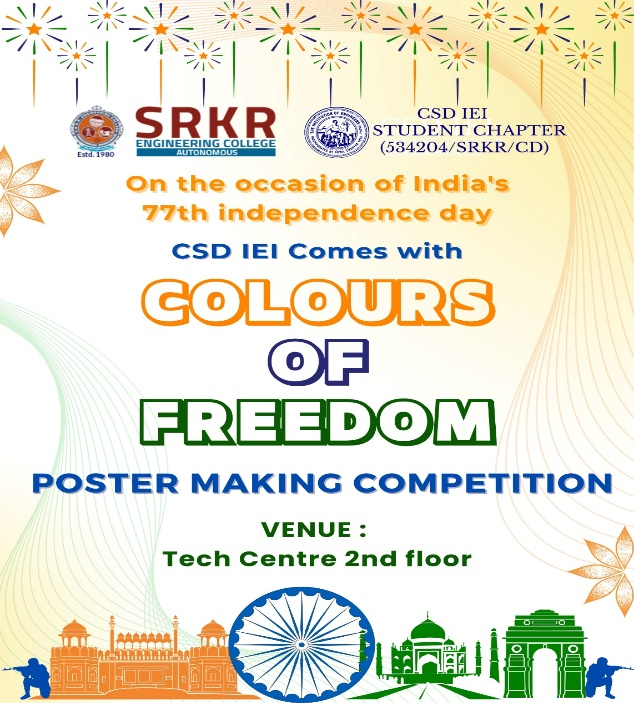 SRKR
ENGINEERING COLLEGE
AUTONOMOUS
Estd. 1980
CSD IEI
STUDENT CHAPTER
(534204/SRKR/CD)
On the occasion of India's
77th independence day
CSD IEI Comes with
COLOURS
OF
FREEDOM
POSTER MAKING COMPETITION
VENUE :
Tech Centre 2nd floor